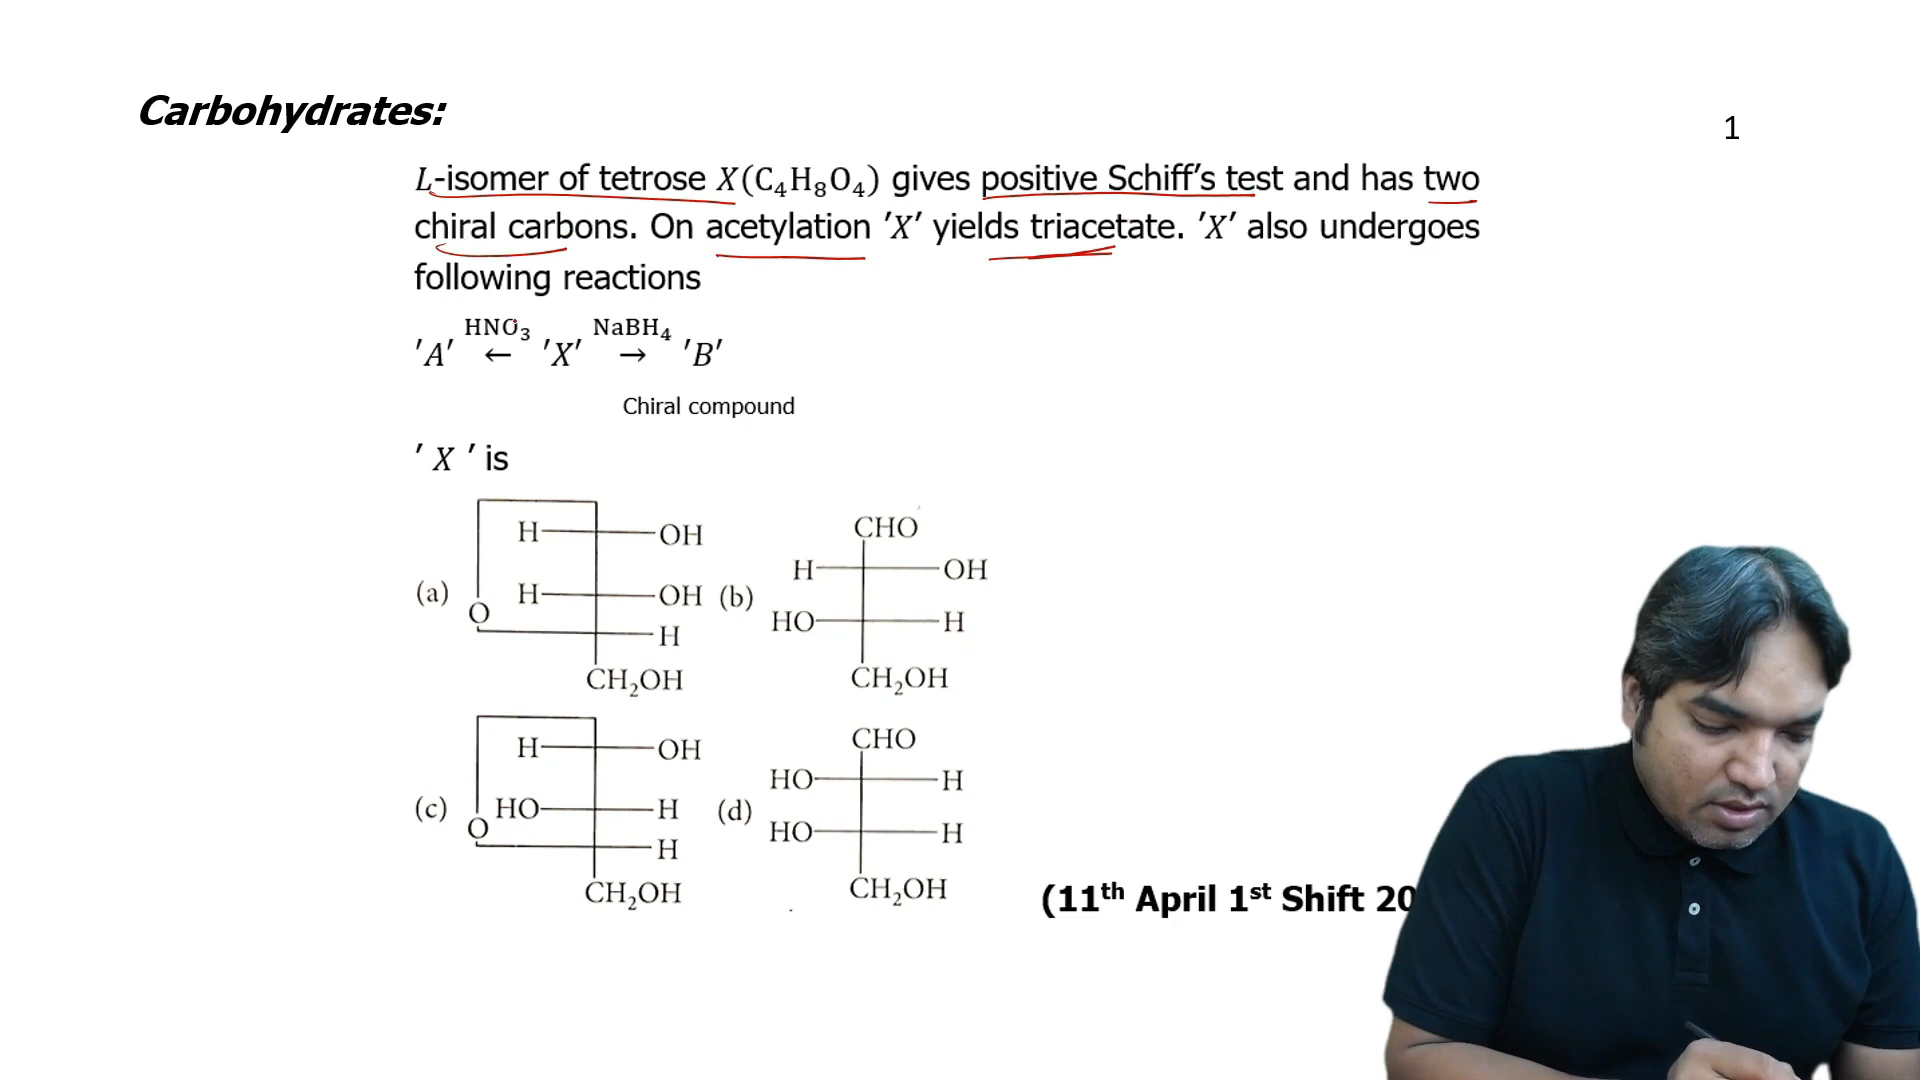 Carbohydrates:
1
L-isomer of tetrose X(C₄H₈O₄) gives positive Schiff's test and has two
chiral carbons. On acetylation ′X′ yields triacetate. ′X′ also undergoes
following reactions
HNO₃ NaBH₄
′A′ ← ′X′ → ′B′
Chiral compound
′ X ′ is
(a) H OH
H OH
O H
CH₂OH
(b) CHO
H OH
HO H
CH₂OH
(c) H OH
HO H
O H
CH₂OH
(d) CHO
HO H
HO H
CH₂OH
(11th April 1st Shift 20